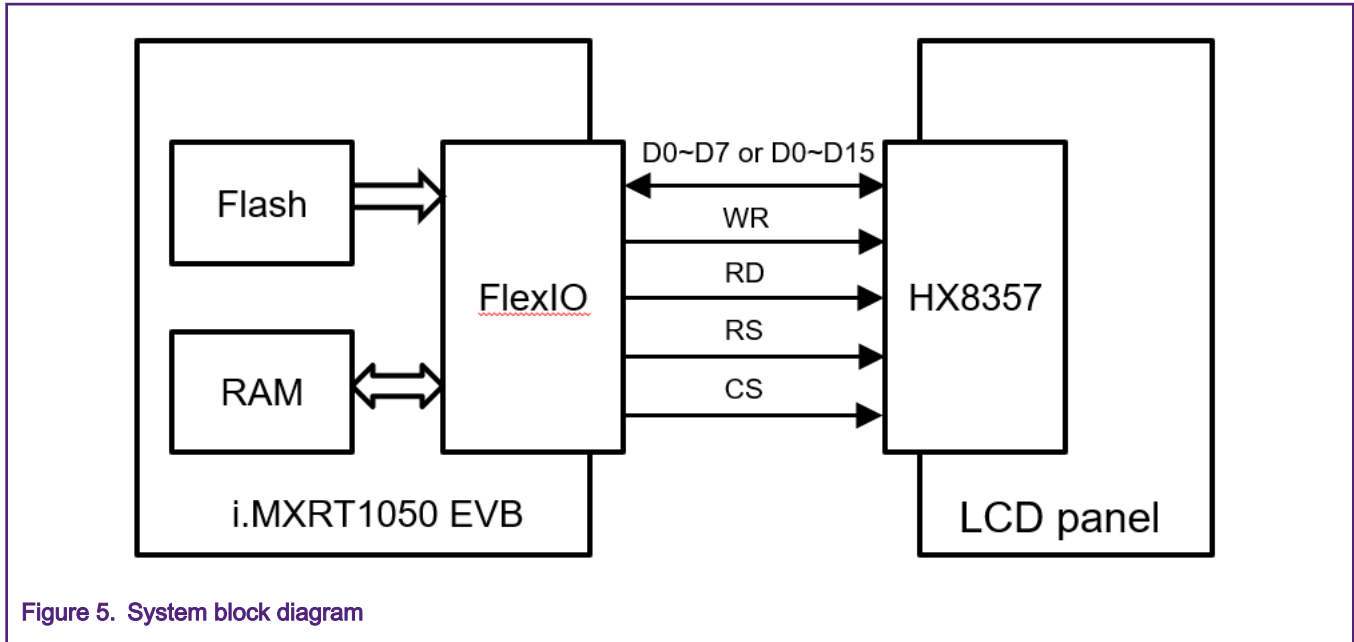 D0~D7 or D0~D15
Flash
WR
RD
FlexIO
HX8357
RS
RAM
CS
i.MXRT1050 EVB
LCD panel
Figure 5. System block diagram